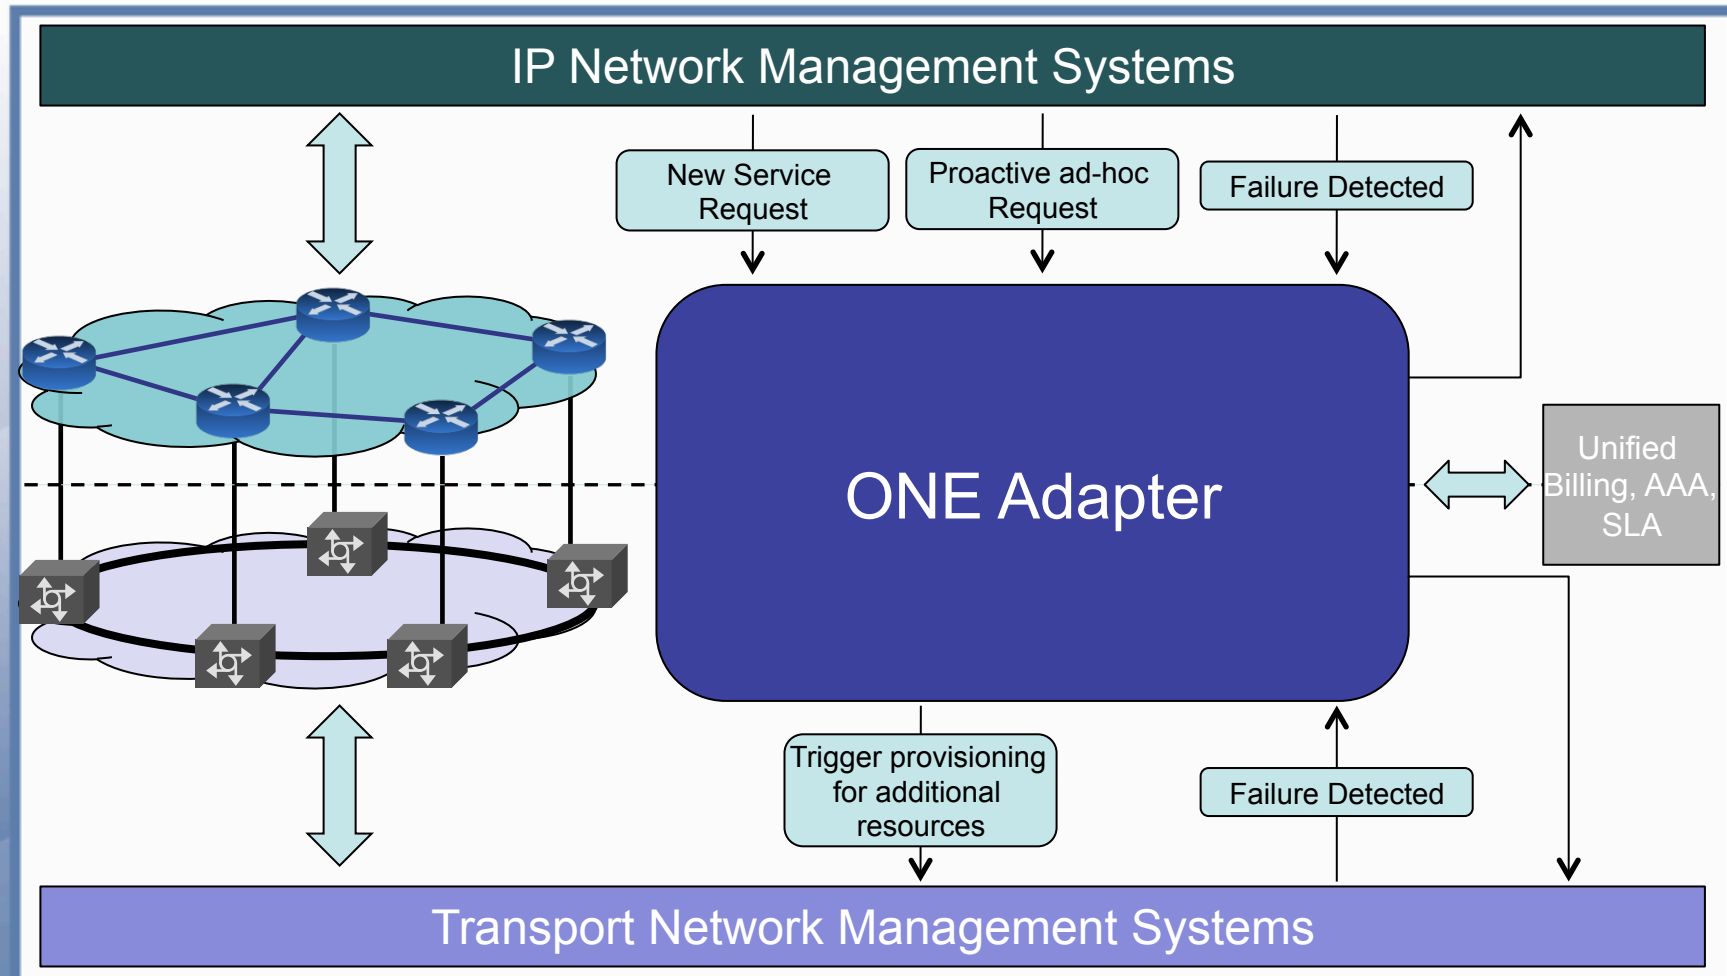 IP Network Management Systems
New Service
Request
Proactive ad-hoc
Request
Failure Detected
ONE Adapter
Unified
Billing, AAA,
SLA
Trigger provisioning
for additional
resources
Failure Detected
Transport Network Management Systems